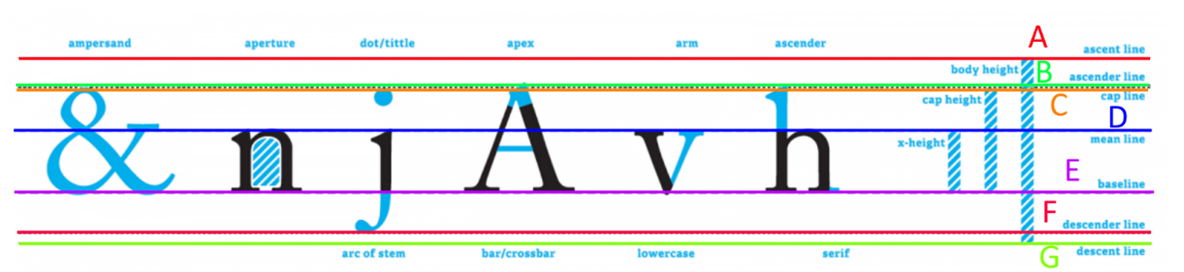 ampersand aperture dot/tittle apex arm ascender A ascent line
body height B ascender line
cap height C cap line
D
& n j A v h x-height mean line
E baseline
F descender line
arc of stem bar/crossbar lowercase serif G descent line